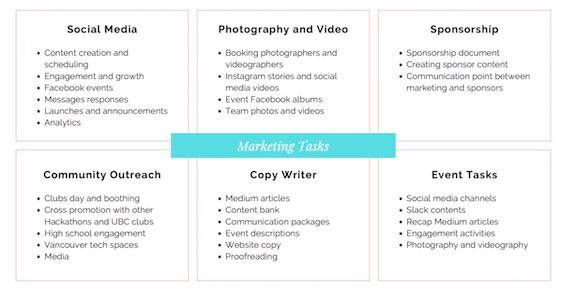 Social Media
• Content creation and
scheduling
• Engagement and growth
• Facebook events
• Messages responses
• Launches and announcements
• Analytics
Photography and Video
• Booking photographers and
videographers
• Instagram stories and social
media videos
• Event Facebook albums
• Team photos and videos
Sponsorship
• Sponsorship document
• Creating sponsor content
• Communication point between
marketing and sponsors
Marketing Tasks
Community Outreach
• Clubs day and boothing
• Cross promotion with other
Hackathons and UBC clubs
• High school engagement
• Vancouver tech spaces
• Media
Copy Writer
• Medium articles
• Content bank
• Communication packages
• Event descriptions
• Website copy
• Proofreading
Event Tasks
• Social media channels
• Slack contents
• Recap Medium articles
• Engagement activities
• Photography and videography